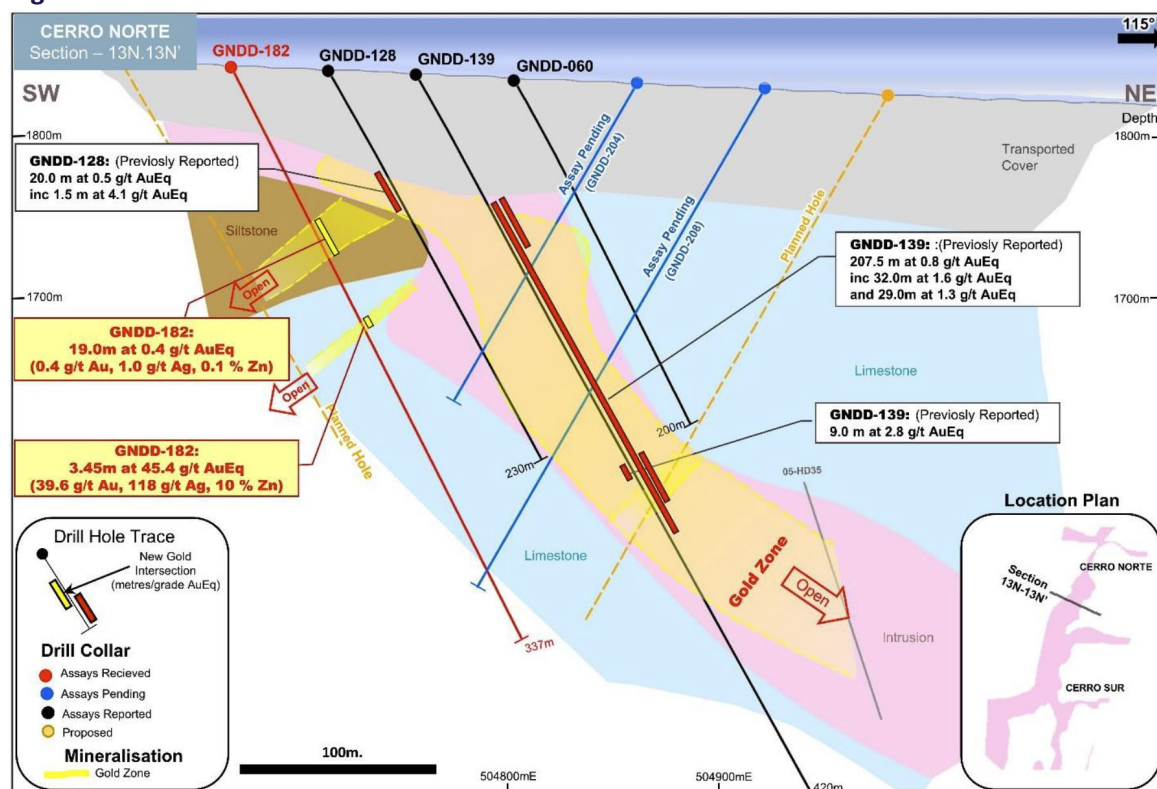 CERRO NORTE
Section – 13N.13N'
GNDD-182
GNDD-128
GNDD-139
GNDD-060
115°
SW
NE
Depth
1800m
1800m
Transported
Cover
GNDD-128: (Previosly Reported)
20.0 m at 0.5 g/t AuEq
inc 1.5 m at 4.1 g/t AuEq
Assay Pending
(GNDD-204)
Assay Pending
(GNDD-208)
Planned Hole
Siltstone
GNDD-139: :(Previosly Reported)
207.5 m at 0.8 g/t AuEq
inc 32.0m at 1.6 g/t AuEq
and 29.0m at 1.3 g/t AuEq
1700m
1700m
Open
GNDD-182:
19.0m at 0.4 g/t AuEq
(0.4 g/t Au, 1.0 g/t Ag, 0.1 % Zn)
Open
Limestone
Planned Hole
GNDD-139: (Previosly Reported)
9.0 m at 2.8 g/t AuEq
200m
GNDD-182:
3.45m at 45.4 g/t AuEq
(39.6 g/t Au, 118 g/t Ag, 10 % Zn)
230m
05-HD35
Location Plan
Drill Hole Trace
New Gold
Intersection
(metres/grade AuEq)
Limestone
Gold Zone
Open
Intrusion
CERRO NORTE
Section
13N-13N'
CERRO SUR
337m
Drill Collar
Assays Recieved
Assays Pending
Assays Reported
Proposed
Mineralisation
Gold Zone
100m.
504800mE
504900mE
420m